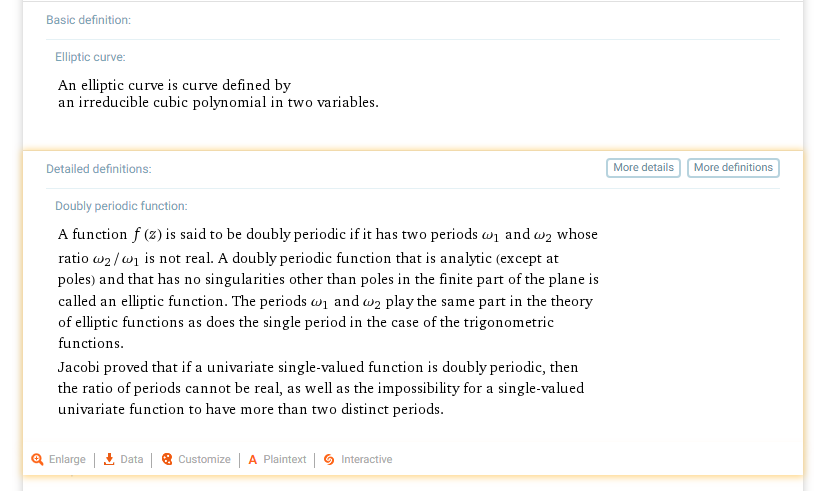 Basic definition:
Elliptic curve:
An elliptic curve is curve defined by
an irreducible cubic polynomial in two variables.
Detailed definitions:
More details
More definitions
Doubly periodic function:
A function f (z) is said to be doubly periodic if it has two periods ω₁ and ω₂ whose
ratio ω₂/ω₁ is not real. A doubly periodic function that is analytic (except at
poles) and that has no singularities other than poles in the finite part of the plane is
called an elliptic function. The periods ω₁ and ω₂ play the same part in the theory
of elliptic functions as does the single period in the case of the trigonometric
functions.
Jacobi proved that if a univariate single-valued function is doubly periodic, then
the ratio of periods cannot be real, as well as the impossibility for a single-valued
univariate function to have more than two distinct periods.
Enlarge
Data
Customize
A Plaintext
Interactive